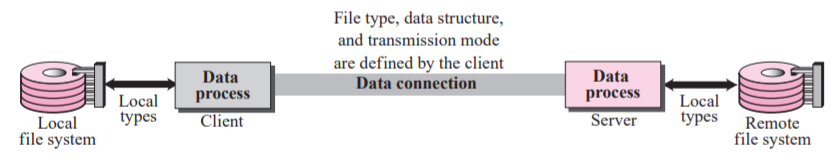 File type, data structure,
and transmission mode
are defined by the client
Data connection
Data
process
Client
Local
types
Local
file system
Data
process
Server
Local
types
Remote
file system